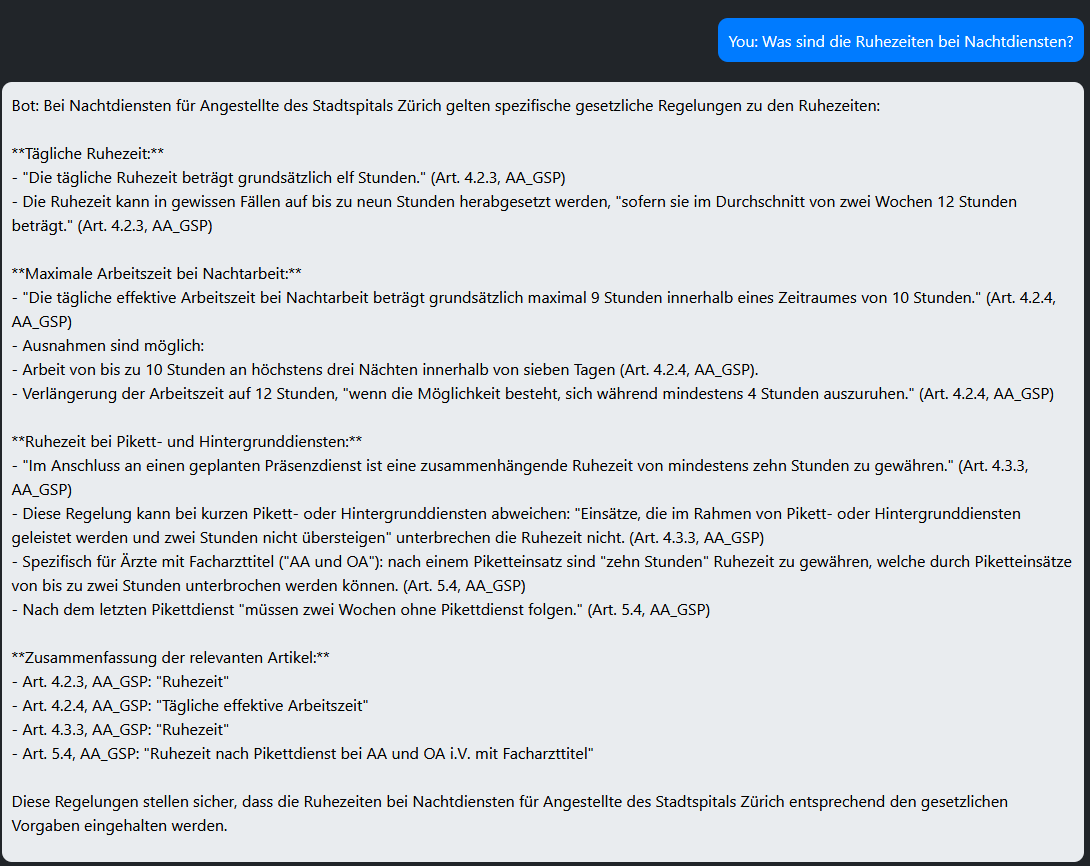 You: Was sind die Ruhezeiten bei Nachtdiensten?
Bot: Bei Nachtdiensten für Angestellte des Stadtspitals Zürich gelten spezifische gesetzliche Regelungen zu den Ruhezeiten:
**Tägliche Ruhezeit:**
- "Die tägliche Ruhezeit beträgt grundsätzlich elf Stunden." (Art. 4.2.3, AA_GSP)
- Die Ruhezeit kann in gewissen Fällen auf bis zu neun Stunden herabgesetzt werden, "sofern sie im Durchschnitt von zwei Wochen 12 Stunden
beträgt." (Art. 4.2.3, AA_GSP)
**Maximale Arbeitszeit bei Nachtarbeit:**
- "Die tägliche effektive Arbeitszeit bei Nachtarbeit beträgt grundsätzlich maximal 9 Stunden innerhalb eines Zeitraumes von 10 Stunden." (Art. 4.2.4,
AA_GSP)
- Ausnahmen sind möglich:
- Arbeit von bis zu 10 Stunden an höchstens drei Nächten innerhalb von sieben Tagen (Art. 4.2.4, AA_GSP).
- Verlängerung der Arbeitszeit auf 12 Stunden, "wenn die Möglichkeit besteht, sich während mindestens 4 Stunden auszuruhen." (Art. 4.2.4, AA_GSP)
**Ruhezeit bei Pikett- und Hintergrunddiensten:**
- "Im Anschluss an einen geplanten Präsenzdienst ist eine zusammenhängende Ruhezeit von mindestens zehn Stunden zu gewähren." (Art. 4.3.3,
AA_GSP)
- Diese Regelung kann bei kurzen Pikett- oder Hintergrunddiensten abweichen: "Einsätze, die im Rahmen von Pikett- oder Hintergrunddiensten
geleistet werden und zwei Stunden nicht übersteigen" unterbrechen die Ruhezeit nicht. (Art. 4.3.3, AA_GSP)
- Spezifisch für Ärzte mit Facharzttitel ("AA und OA"): nach einem Piketteinsatz sind "zehn Stunden" Ruhezeit zu gewähren, welche durch Piketteinsätze
von bis zu zwei Stunden unterbrochen werden können. (Art. 5.4, AA_GSP)
- Nach dem letzten Pikettdienst "müssen zwei Wochen ohne Pikettdienst folgen." (Art. 5.4, AA_GSP)
**Zusammenfassung der relevanten Artikel:**
- Art. 4.2.3, AA_GSP: "Ruhezeit"
- Art. 4.2.4, AA_GSP: "Tägliche effektive Arbeitszeit"
- Art. 4.3.3, AA_GSP: "Ruhezeit"
- Art. 5.4, AA_GSP: "Ruhezeit nach Pikettdienst bei AA und OA i.V. mit Facharzttitel"
Diese Regelungen stellen sicher, dass die Ruhezeiten bei Nachtdiensten für Angestellte des Stadtspitals Zürich entsprechend den gesetzlichen
Vorgaben eingehalten werden.